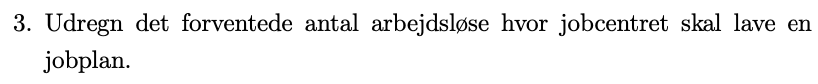 3. Udregn det forventede antal arbejdsløse hvor jobcentret skal lave en
jobplan.